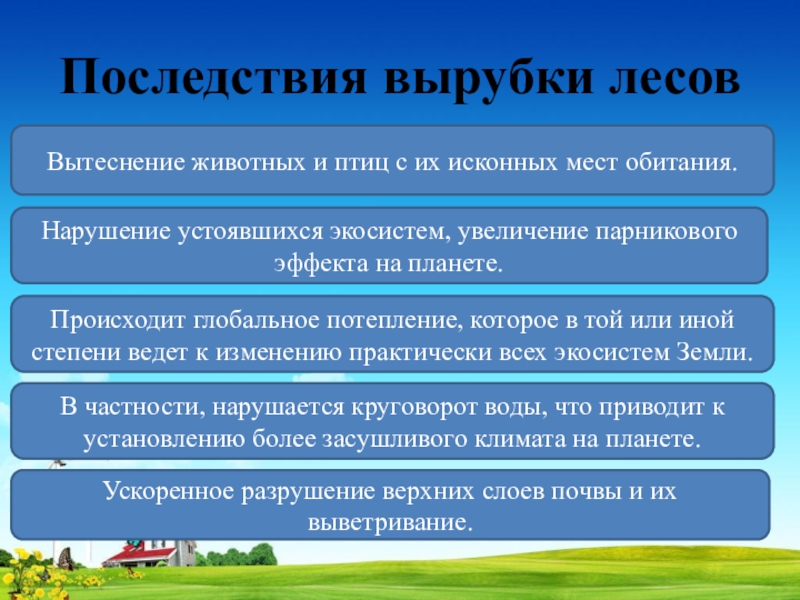 Последствия вырубки лесов
Вытеснение животных и птиц с их исконных мест обитания.
Нарушение устоявшихся экосистем, увеличение парникового
эффекта на планете.
Происходит глобальное потепление, которое в той или иной
степени ведет к изменению практически всех экосистем Земли.
В частности, нарушается круговорот воды, что приводит к
установлению более засушливого климата на планете.
Ускоренное разрушение верхних слоев почвы и их
выветривание.